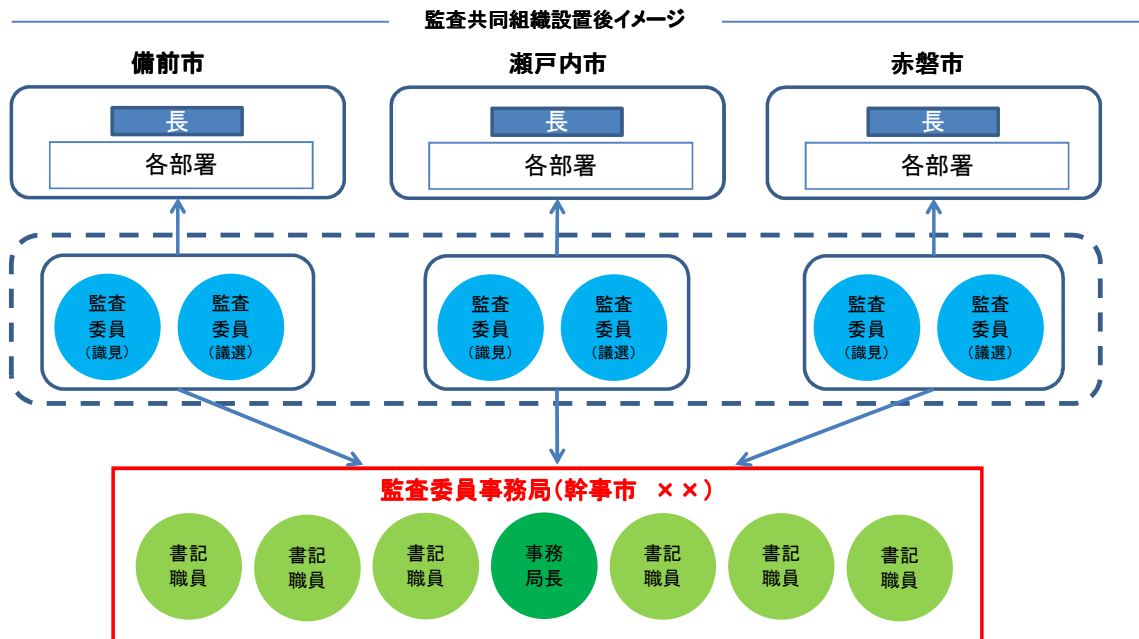 監査共同組織設置後イメージ
備前市
瀬戸内市
赤磐市
長
長
長
各部署
各部署
各部署
監査
委員
(識見)
監査
委員
(議選)
監査
委員
(識見)
監査
委員
(議選)
監査
委員
(識見)
監査
委員
(議選)
監査委員事務局(幹事市 ××)
書記
職員
書記
職員
書記
職員
事務
局長
書記
職員
書記
職員
書記
職員